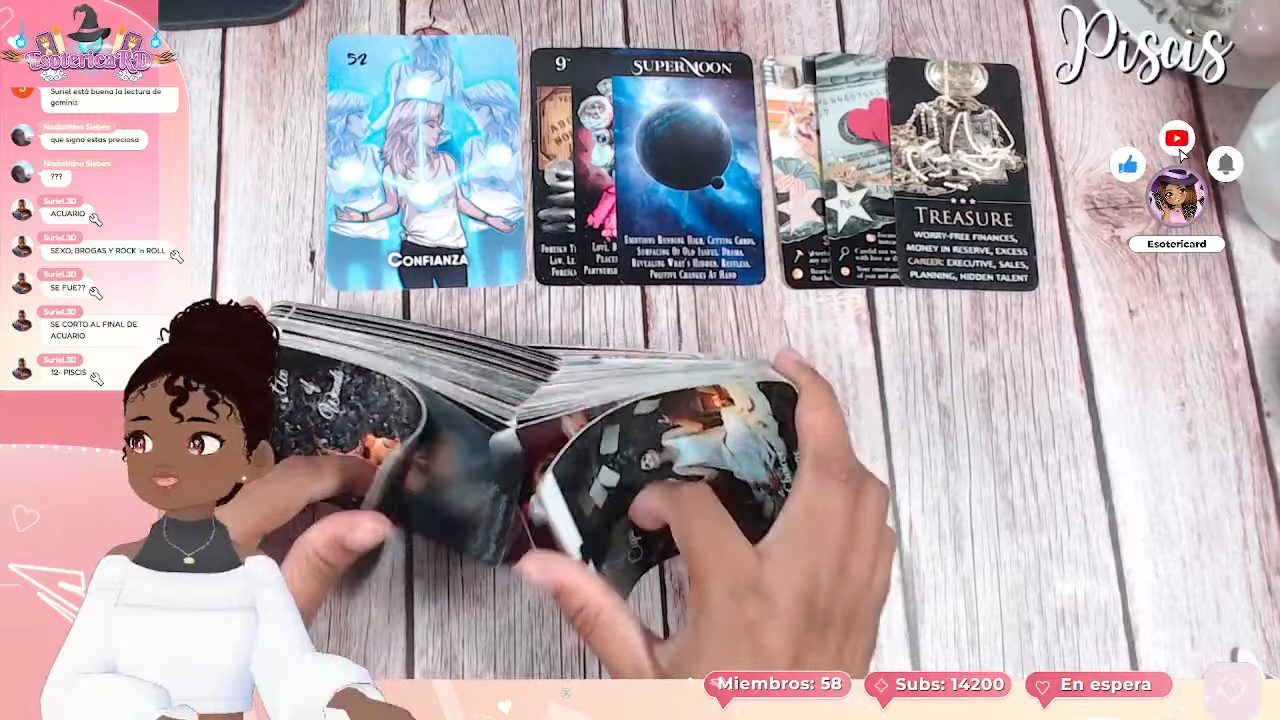 EsotericaRD
Suriel está buena la lectura de
geminis
Nadiatitino Sieben
que signo estas preciosa
Nadiatitino Sieben
???
Suriel.3D
ACUARIO
Suriel.3D
SEXO, BROGAS Y ROCK 'n ROLL
Suriel.3D
SE FUE??
Suriel.3D
SE CORTO AL FINAL DE
ACUARIO
Suriel.3D
12- PISCIS
52
CONFIANZA
9
SUPERMOON
EMOTIONS RUNNING HIGH, CUTTING CORDS,
SURFACING OF OLD ISSUES, DRAMA,
REVEALING WHAT'S HIDDEN, RESTLESS,
POSITIVE CHANGES AT HAND
TREASURE
WORRY-FREE FINANCES,
MONEY IN RESERVE, EXCESS
CAREER: EXECUTIVE, SALES,
PLANNING, HIDDEN TALENT
Piscis
Esotericard
Miembros: 58
Subs: 14200
En espera